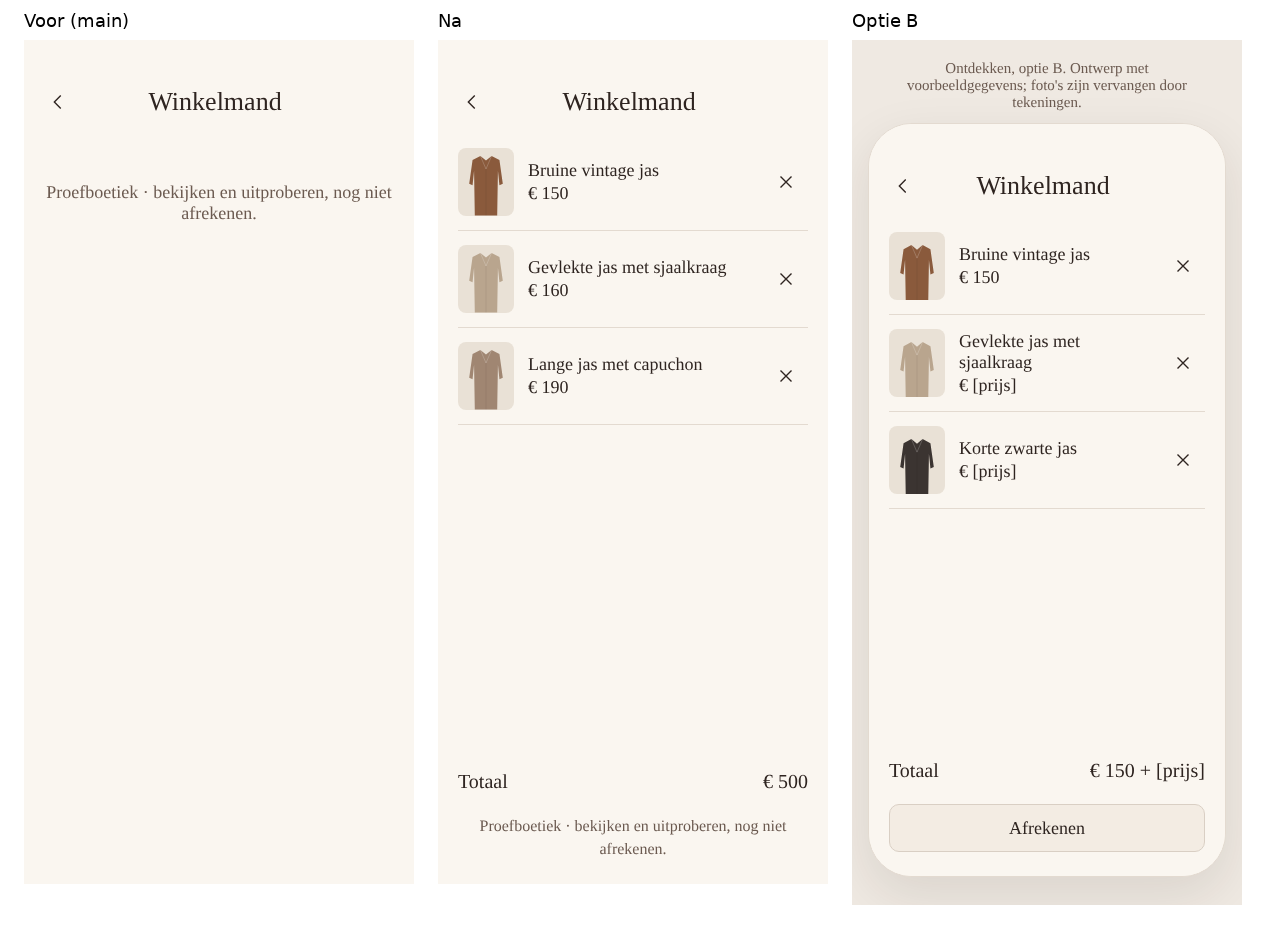 Voor (main)
Winkelmand
Proefboetiek · bekijken en uitproberen, nog niet
afrekenen.
Na
Winkelmand
Bruine vintage jas
€ 150
Gevlekte jas met sjaalkraag
€ 160
Lange jas met capuchon
€ 190
Totaal € 500
Proefboetiek · bekijken en uitproberen, nog niet
afrekenen.
Optie B
Ontdekken, optie B. Ontwerp met
voorbeeldgegevens; foto's zijn vervangen door
tekeningen.
Winkelmand
Bruine vintage jas
€ 150
Gevlekte jas met
sjaalkraag
€ [prijs]
Korte zwarte jas
€ [prijs]
Totaal € 150 + [prijs]
Afrekenen